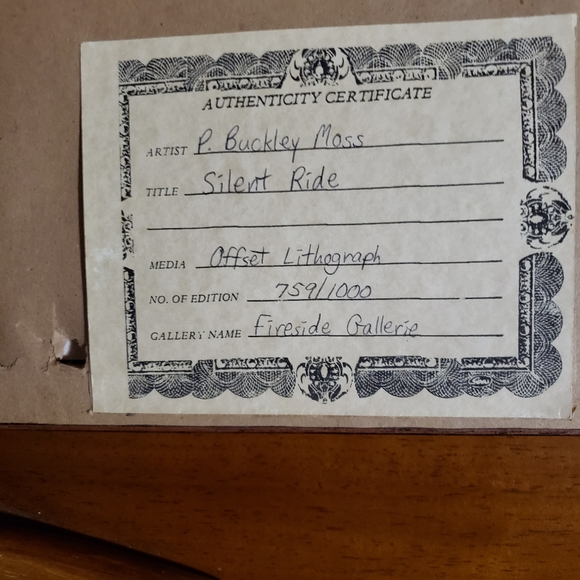 AUTHENTICITY CERTIFICATE
ARTIST P. Buckley Moss
TITLE Silent Ride
MEDIA Offset Lithograph
NO. OF EDITION 759/1000
GALLERY NAME Fireside Gallerie